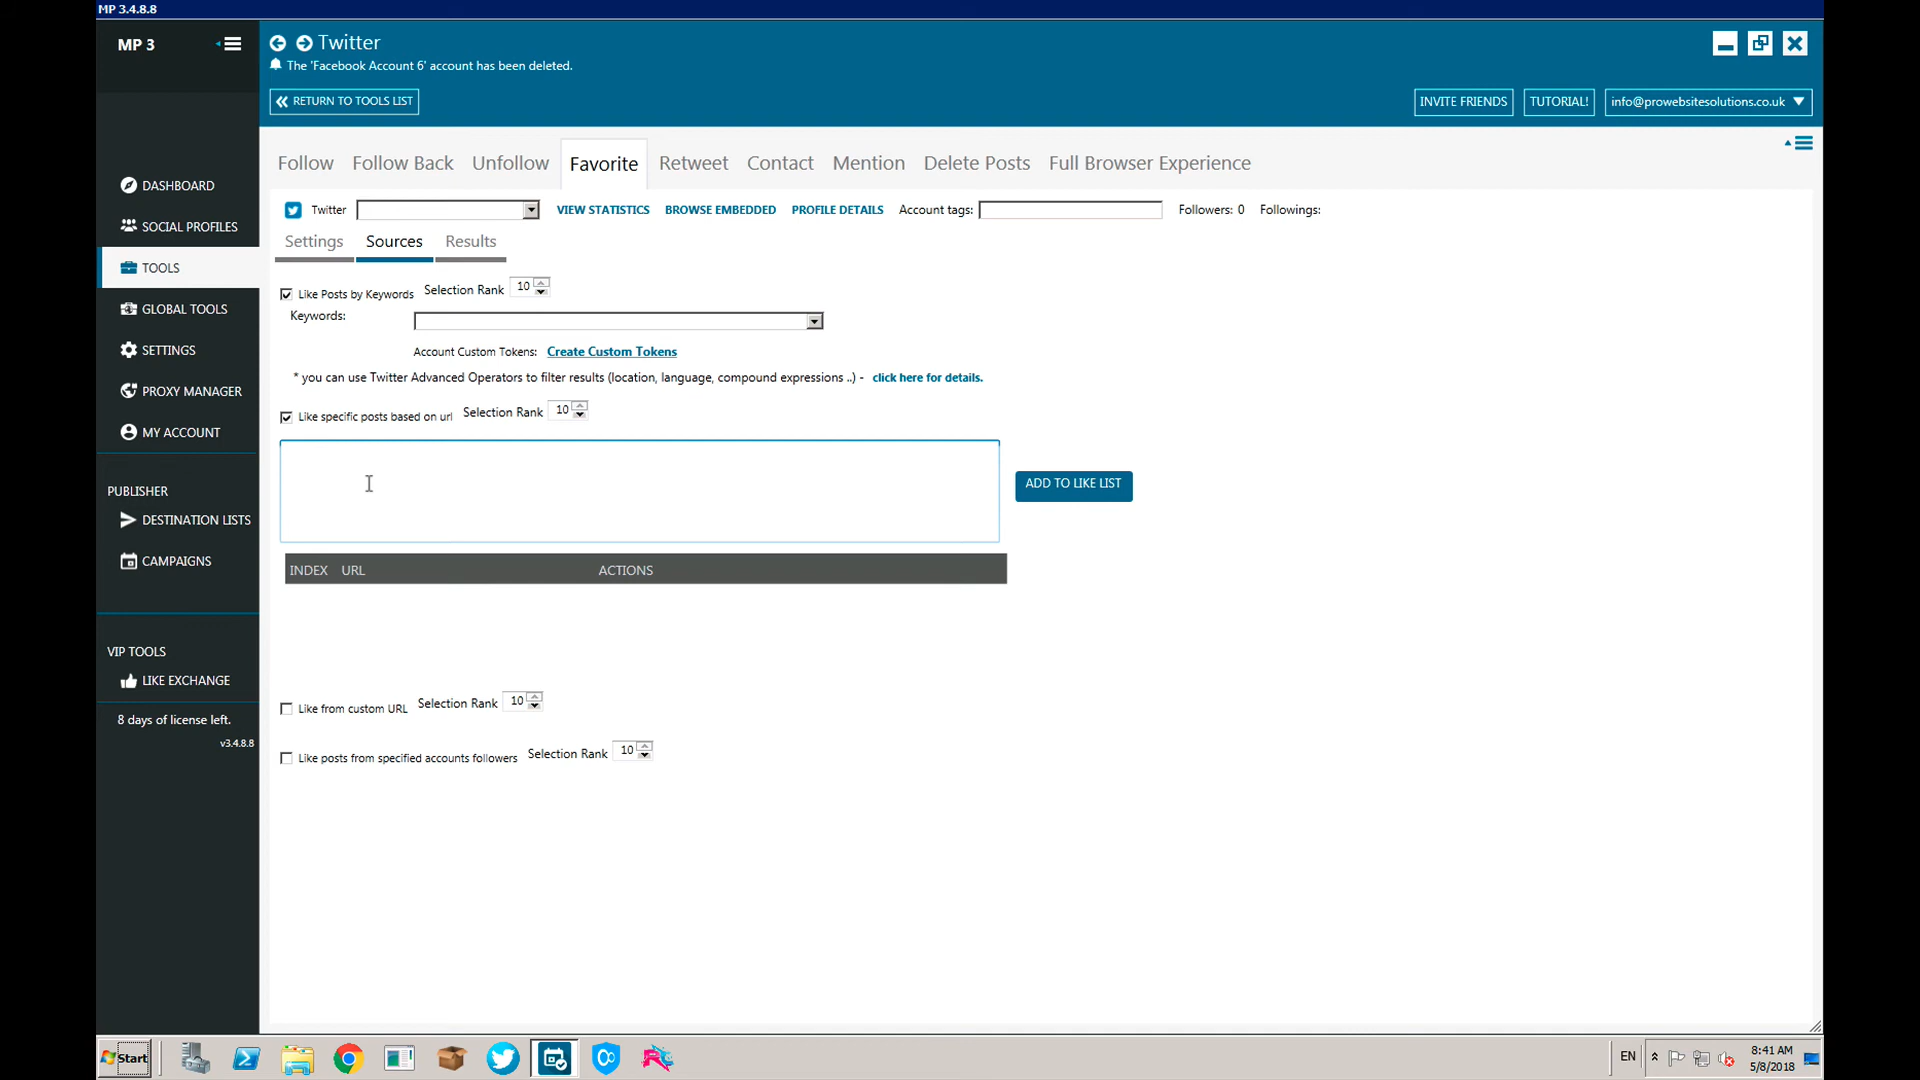 MP 3.4.8.8
MP 3
Twitter
The 'Facebook Account 6' account has been deleted.
RETURN TO TOOLS LIST
INVITE FRIENDS
TUTORIAL!
info@prowebsitesolutions.co.uk
DASHBOARD
SOCIAL PROFILES
TOOLS
GLOBAL TOOLS
SETTINGS
PROXY MANAGER
MY ACCOUNT
PUBLISHER
DESTINATION LISTS
CAMPAIGNS
VIP TOOLS
LIKE EXCHANGE
8 days of license left.
v3.4.8.8
Follow Follow Back Unfollow Favorite Retweet Contact Mention Delete Posts Full Browser Experience
Twitter VIEW STATISTICS BROWSE EMBEDDED PROFILE DETAILS Account tags: Followers: 0 Followings:
Settings Sources Results
Like Posts by Keywords Selection Rank 10
Keywords:
Account Custom Tokens: Create Custom Tokens
* you can use Twitter Advanced Operators to filter results (location, language, compound expressions ..) - click here for details.
Like specific posts based on url Selection Rank 10
ADD TO LIKE LIST
INDEX URL ACTIONS
Like from custom URL Selection Rank 10
Like posts from specified accounts followers Selection Rank 10
Start
EN
8:41 AM
5/8/2018